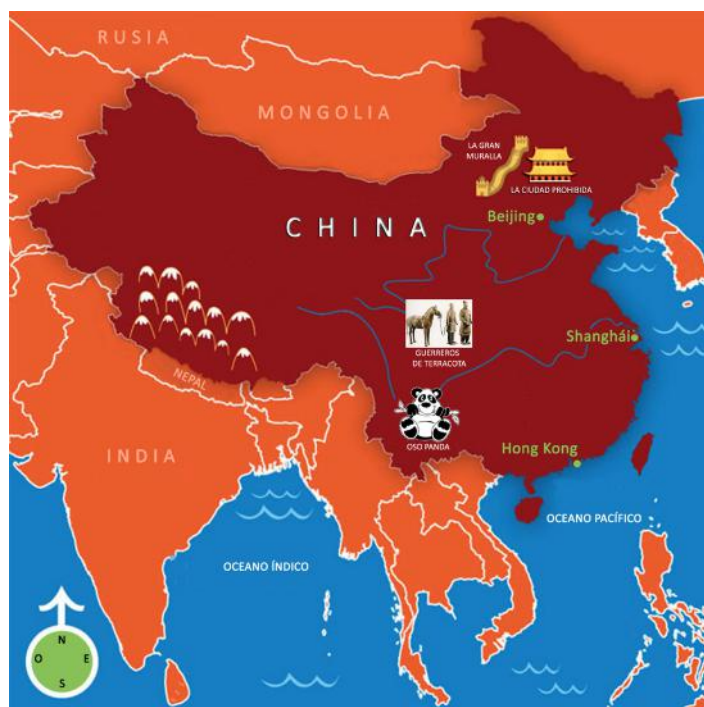 RUSIA
MONGOLIA
LA GRAN
MURALLA
LA CIUDAD PROHIBIDA
Beijing
CHINA
Shanghái
GUERREROS
DE TERRACOTA
NEPAL
OSO PANDA
INDIA
Hong Kong
OCEANO PACÍFICO
OCEANO ÍNDICO
N
O E
S